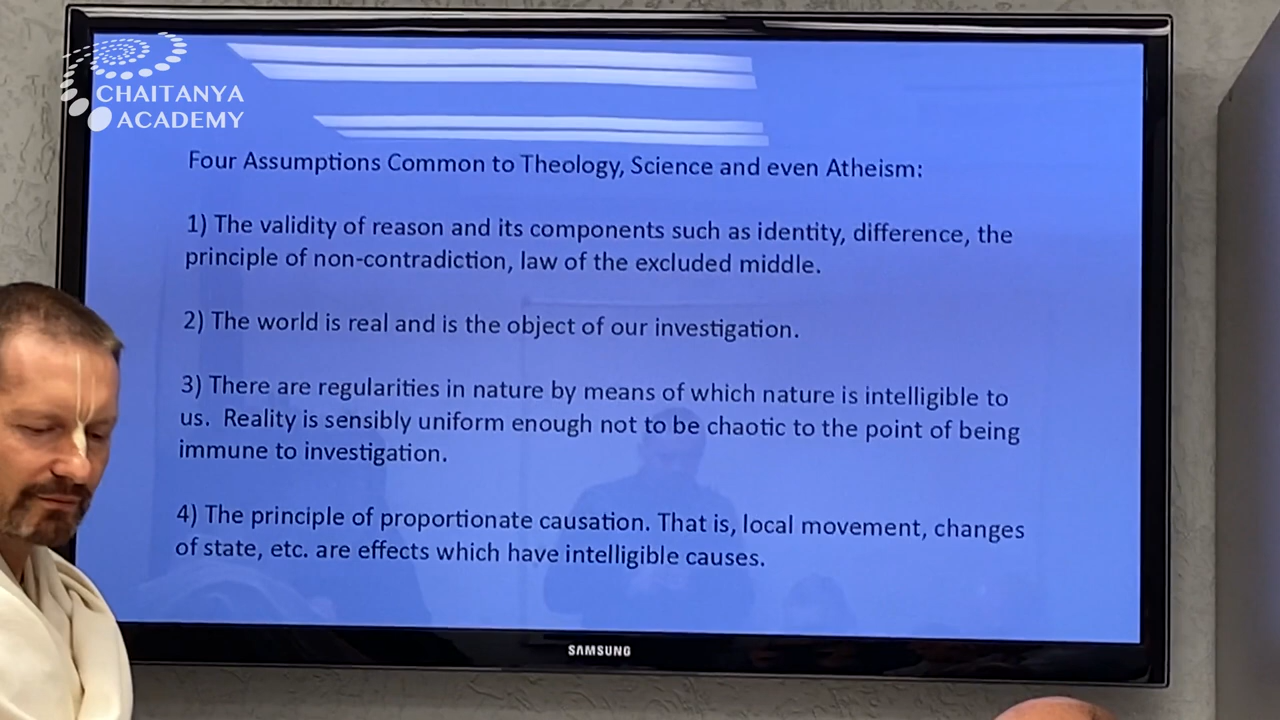 CHAITANYA
ACADEMY
Four Assumptions Common to Theology, Science and even Atheism:
1) The validity of reason and its components such as identity, difference, the
principle of non-contradiction, law of the excluded middle.
2) The world is real and is the object of our investigation.
3) There are regularities in nature by means of which nature is intelligible to
us.  Reality is sensibly uniform enough not to be chaotic to the point of being
immune to investigation.
4) The principle of proportionate causation. That is, local movement, changes
of state, etc. are effects which have intelligible causes.
SAMSUNG